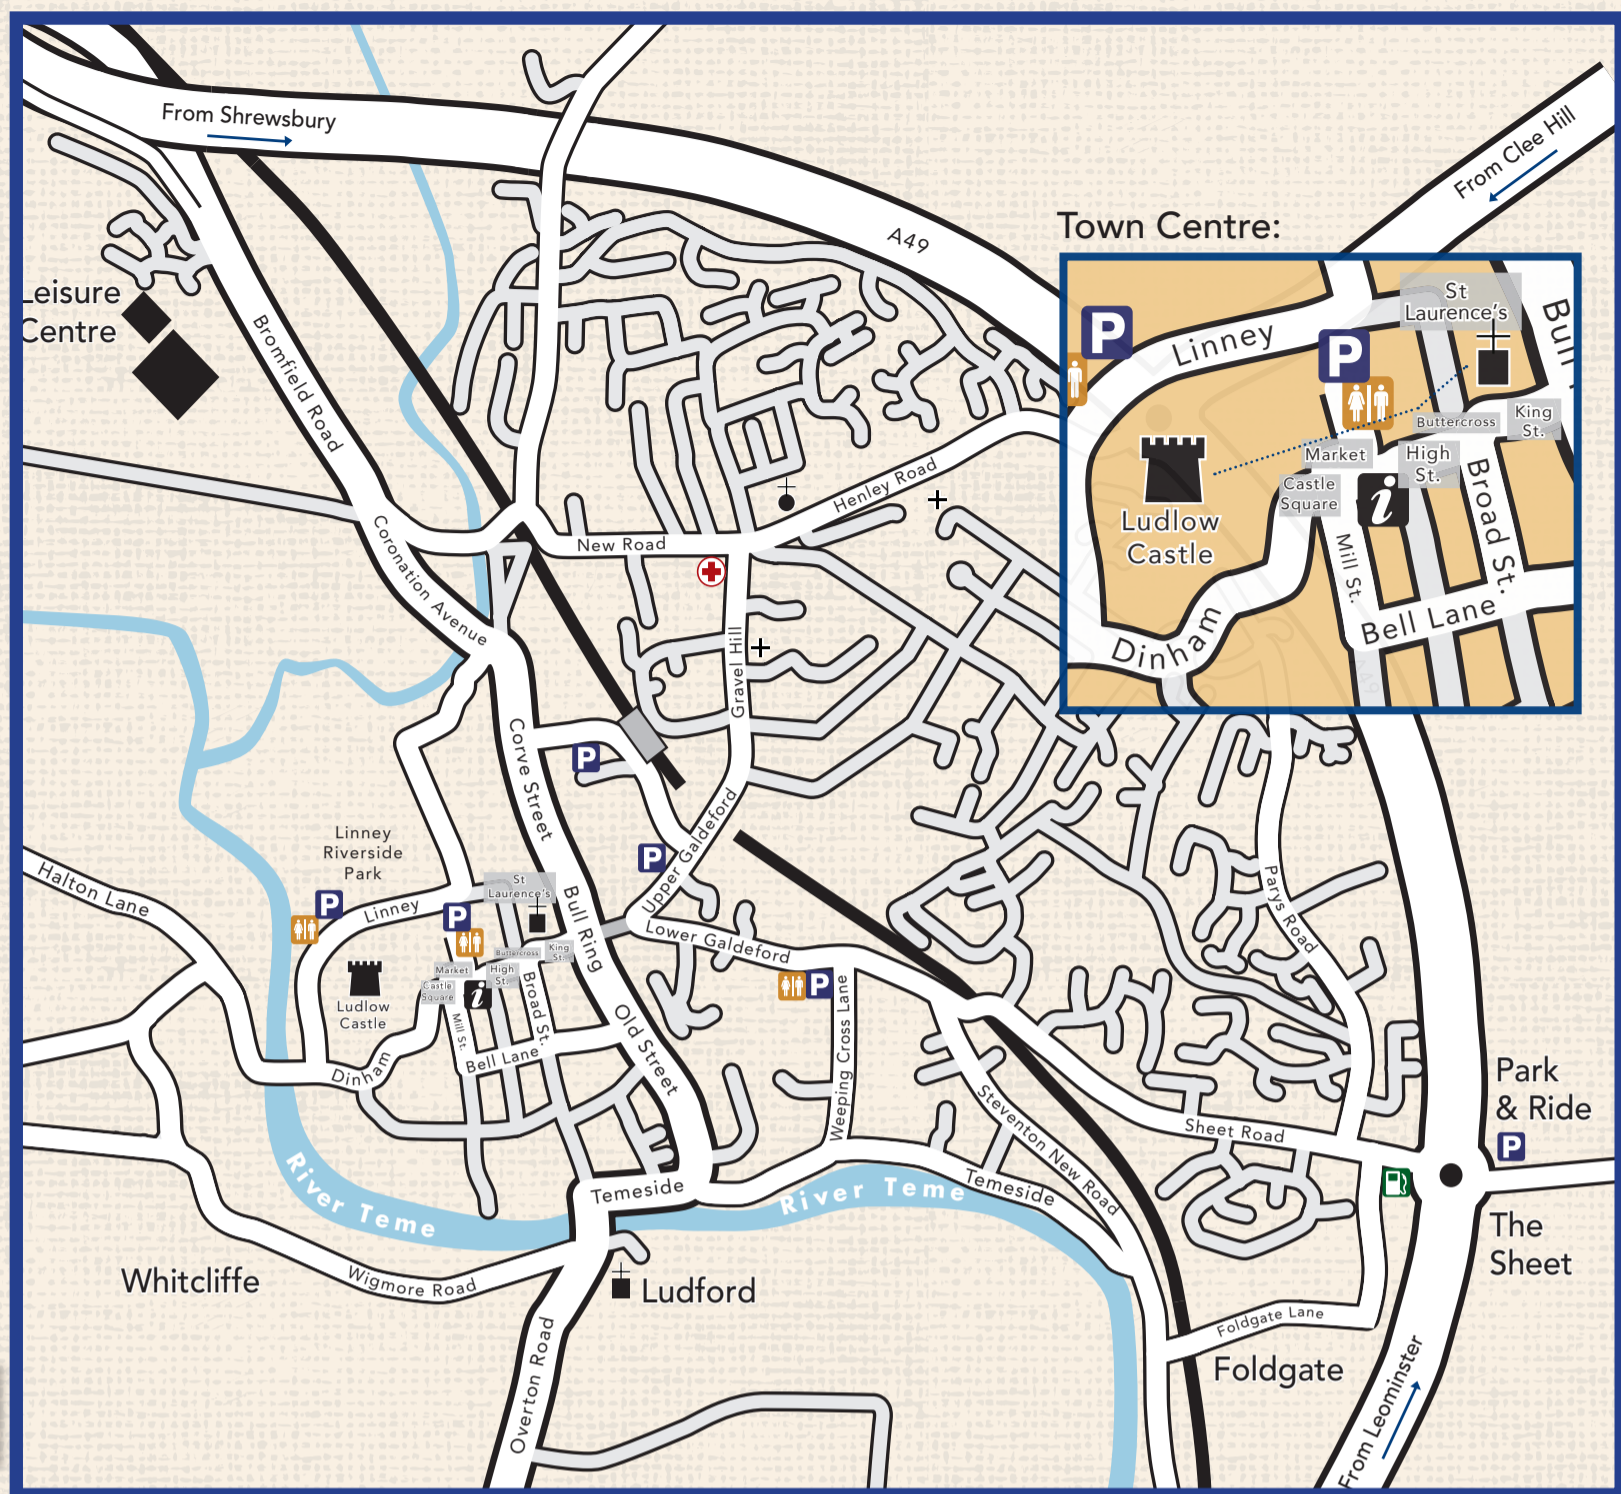 From Shrewsbury
A49
From Clee Hill
Town Centre:
Leisure
Centre
Bromfield Road
Coronation Avenue
New Road
Henley Road
Gravel Hill
Corve Street
Upper Galdeford
Linney
Riverside
Park
Halton Lane
P
P
P
Linney
P
St
Laurence's
Bull Ring
Lower Galdeford
Buttercross
King
St.
Market
High
St.
Castle
Square
i
Ludlow
Castle
Mill St.
Broad St.
Bell Lane
Dinham
Old Street
P
Weeping Cross Lane
Steventon New Road
Parys Road
Sheet Road
Park
& Ride
P
The
Sheet
River Teme
Temeside
River Teme
Temeside
Whitcliffe
Wigmore Road
Ludford
Overton Road
Foldgate Lane
Foldgate
From Leominster
P
Linney
P
St
Laurence's
Buttercross
King
St.
Market
High
St.
Castle
Square
i
Ludlow
Castle
Mill St.
Broad St.
Bell Lane
Dinham